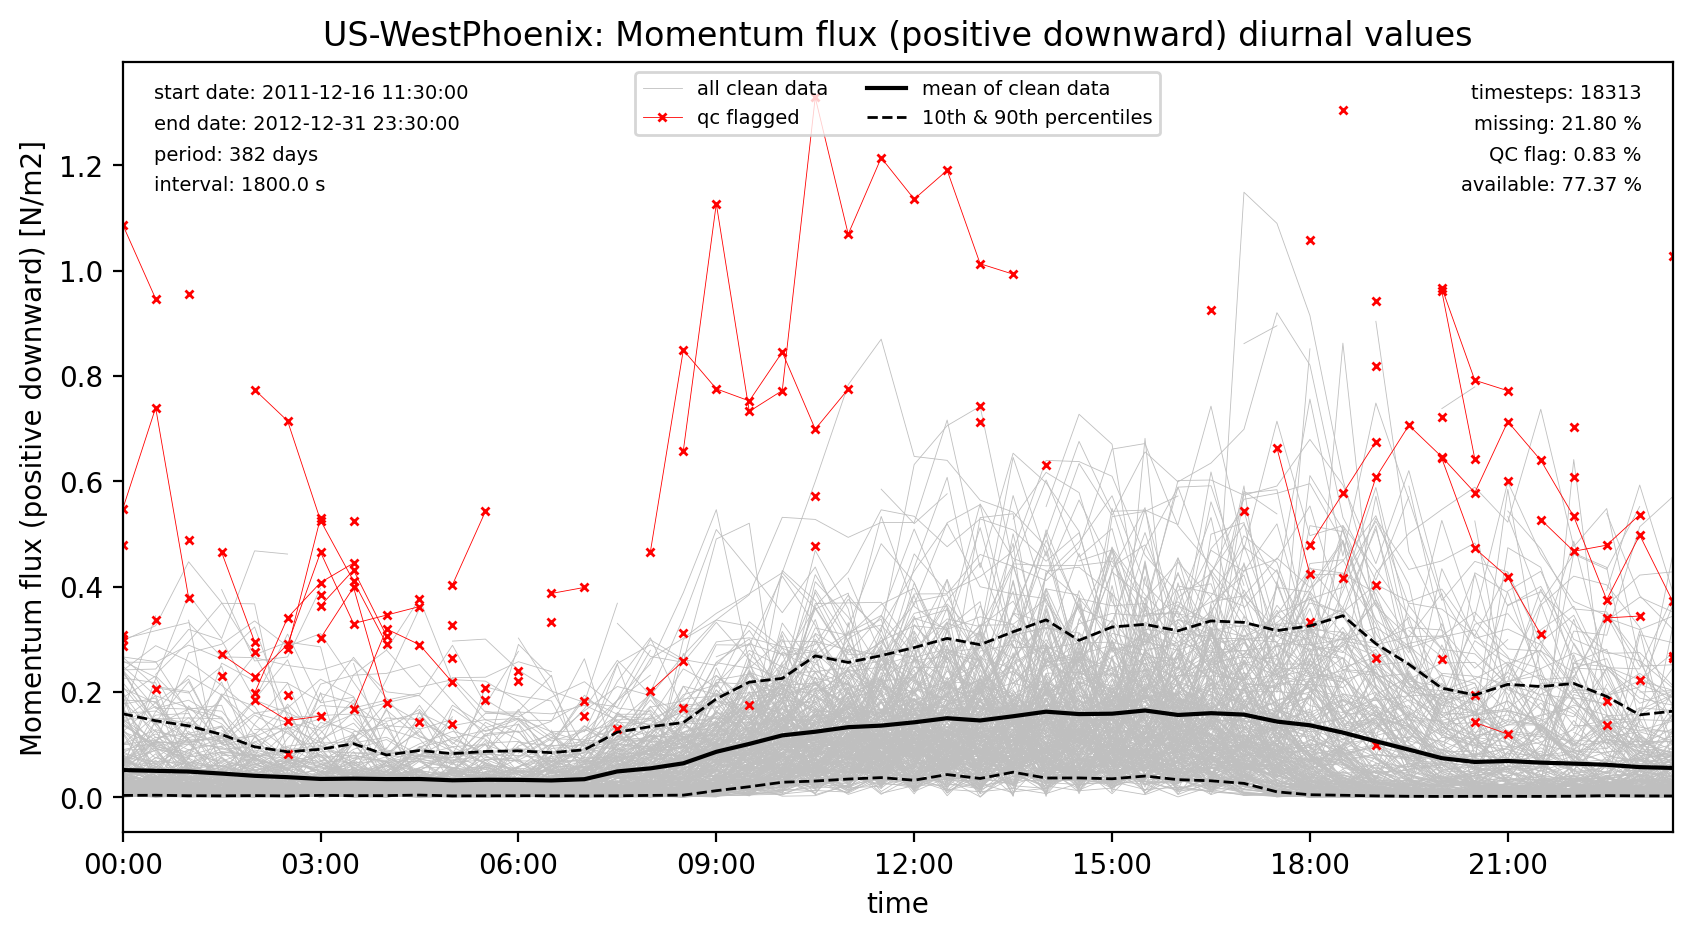 US-WestPhoenix: Momentum flux (positive downward) diurnal values
start date: 2011-12-16 11:30:00
end date: 2012-12-31 23:30:00
period: 382 days
interval: 1800.0 s
all clean data
qc flagged
mean of clean data
10th & 90th percentiles
timesteps: 18313
missing: 21.80 %
QC flag: 0.83 %
available: 77.37 %
Momentum flux (positive downward) [N/m2]
1.2
1.0
0.8
0.6
0.4
0.2
0.0
00:00 03:00 06:00 09:00 12:00 15:00 18:00 21:00
time